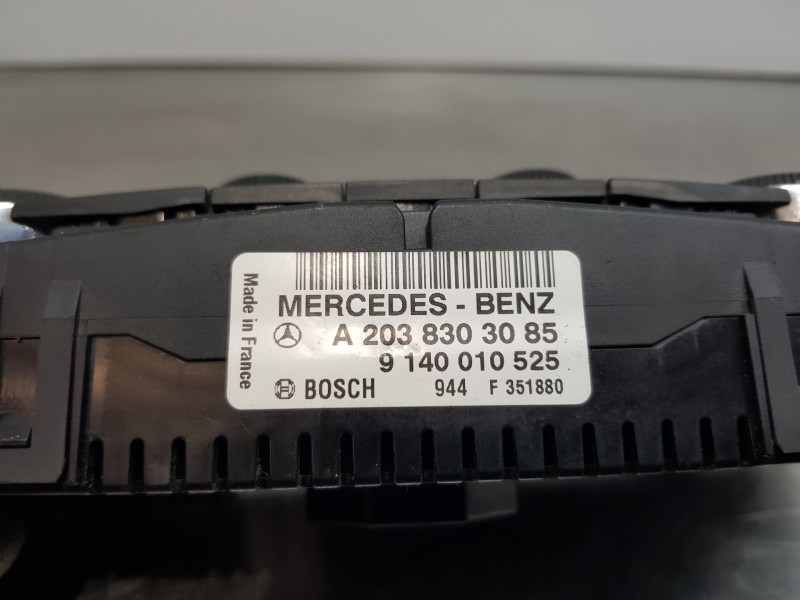 MERCEDES - BENZ
A 203 830 30 85
9 140 010 525
BOSCH 944 F 351880
Made in France